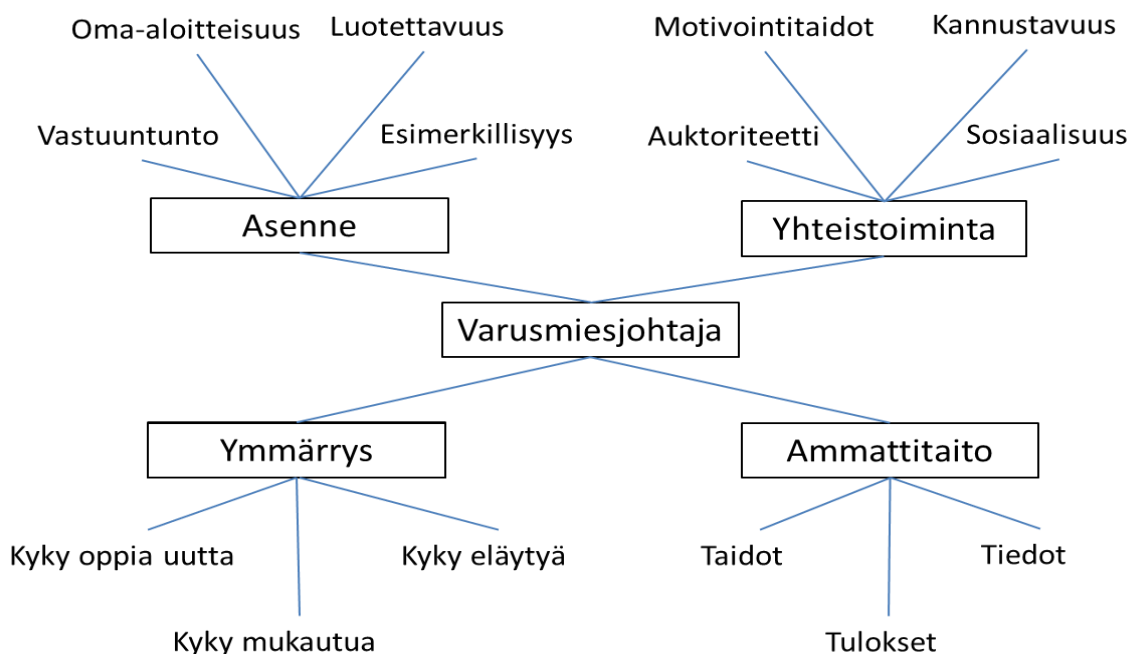 Oma-aloitteisuus
Luotettavuus
Motivointitaidot
Kannustavuus
Vastuuntunto
Esimerkillisyys
Auktoriteetti
Sosiaalisuus
Asenne
Yhteistoiminta
Varusmiesjohtaja
Ymmärrys
Ammattitaito
Kyky oppia uutta
Kyky eläytyä
Taidot
Tiedot
Kyky mukautua
Tulokset